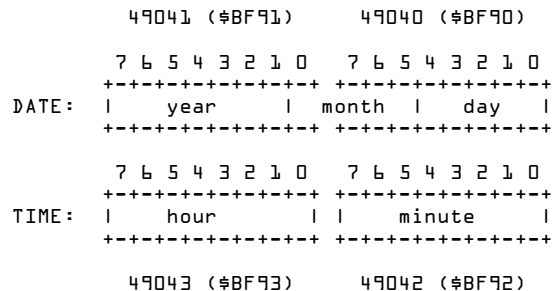 49041 ($BF91) 49040 ($BF90)
7 6 5 4 3 2 1 0 7 6 5 4 3 2 1 0
+-+-+-+-+-+-+-+-+ +-+-+-+-+-+-+-+-+
DATE: | year | month | day |
+-+-+-+-+-+-+-+-+ +-+-+-+-+-+-+-+-+
7 6 5 4 3 2 1 0 7 6 5 4 3 2 1 0
+-+-+-+-+-+-+-+-+ +-+-+-+-+-+-+-+-+
TIME: | hour | | minute |
+-+-+-+-+-+-+-+-+ +-+-+-+-+-+-+-+-+
49043 ($BF93) 49042 ($BF92)